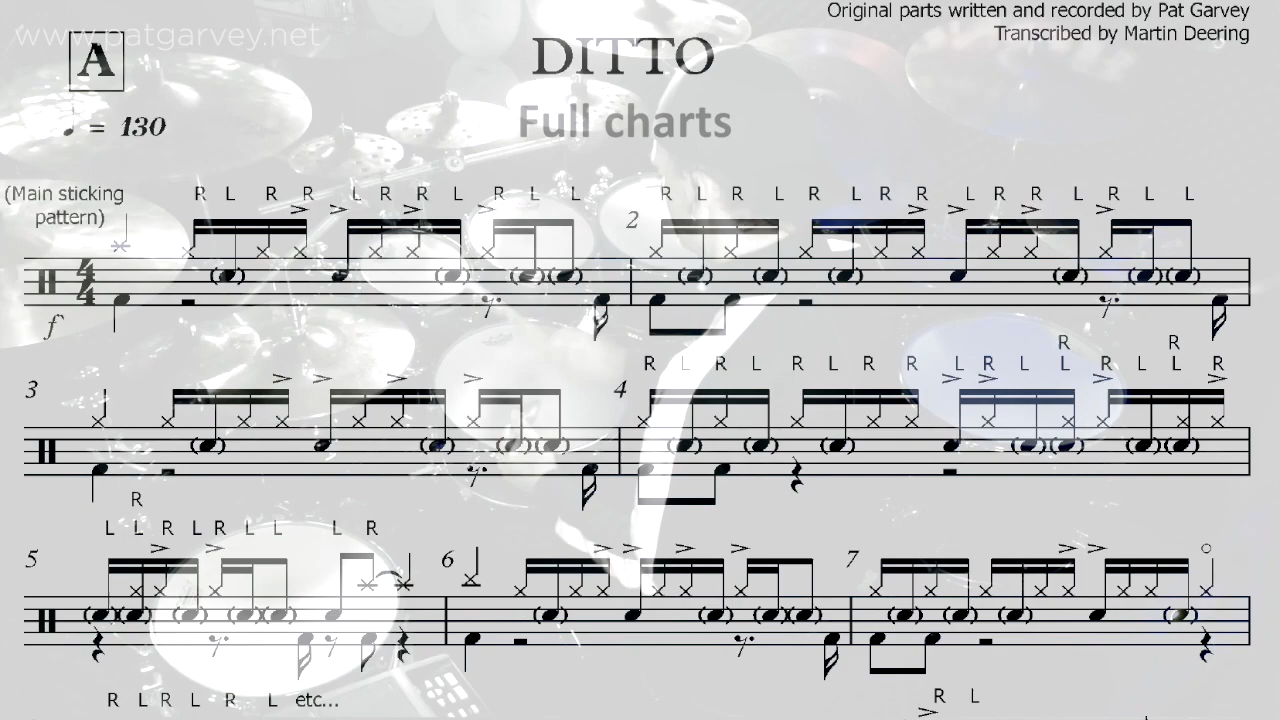 www.patgarvey.net
Original parts written and recorded by Pat Garvey
Transcribed by Martin Deering
A
DITTO
Full charts
♩ = 130
(Main sticking
pattern)
R L R R L R R L R L L
R L R L R L R R L R R L R L L
2
4
4
f
R R
R L R L R L R R L R L L R L R
3
4
R
L L R L R L L L R
5
6
7
R L R L R L etc...
R L